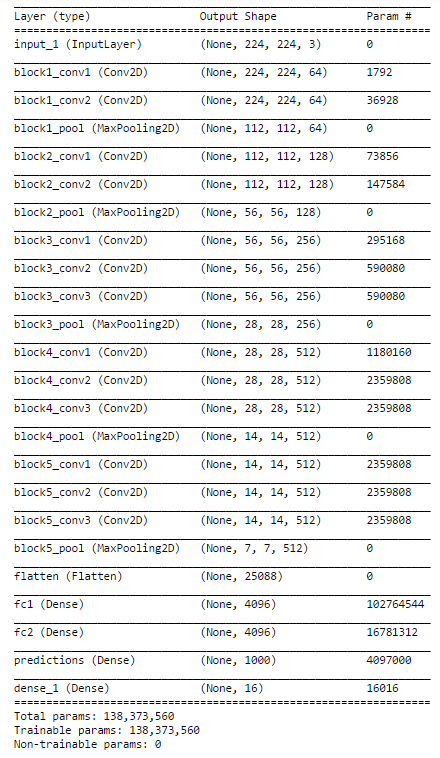 Layer (type) Output Shape Param #
input_1 (InputLayer) (None, 224, 224, 3) 0
block1_conv1 (Conv2D) (None, 224, 224, 64) 1792
block1_conv2 (Conv2D) (None, 224, 224, 64) 36928
block1_pool (MaxPooling2D) (None, 112, 112, 64) 0
block2_conv1 (Conv2D) (None, 112, 112, 128) 73856
block2_conv2 (Conv2D) (None, 112, 112, 128) 147584
block2_pool (MaxPooling2D) (None, 56, 56, 128) 0
block3_conv1 (Conv2D) (None, 56, 56, 256) 295168
block3_conv2 (Conv2D) (None, 56, 56, 256) 590080
block3_conv3 (Conv2D) (None, 56, 56, 256) 590080
block3_pool (MaxPooling2D) (None, 28, 28, 256) 0
block4_conv1 (Conv2D) (None, 28, 28, 512) 1180160
block4_conv2 (Conv2D) (None, 28, 28, 512) 2359808
block4_conv3 (Conv2D) (None, 28, 28, 512) 2359808
block4_pool (MaxPooling2D) (None, 14, 14, 512) 0
block5_conv1 (Conv2D) (None, 14, 14, 512) 2359808
block5_conv2 (Conv2D) (None, 14, 14, 512) 2359808
block5_conv3 (Conv2D) (None, 14, 14, 512) 2359808
block5_pool (MaxPooling2D) (None, 7, 7, 512) 0
flatten (Flatten) (None, 25088) 0
fc1 (Dense) (None, 4096) 102764544
fc2 (Dense) (None, 4096) 16781312
predictions (Dense) (None, 1000) 4097000
dense_1 (Dense) (None, 16) 16016
Total params: 138,373,560
Trainable params: 138,373,560
Non-trainable params: 0